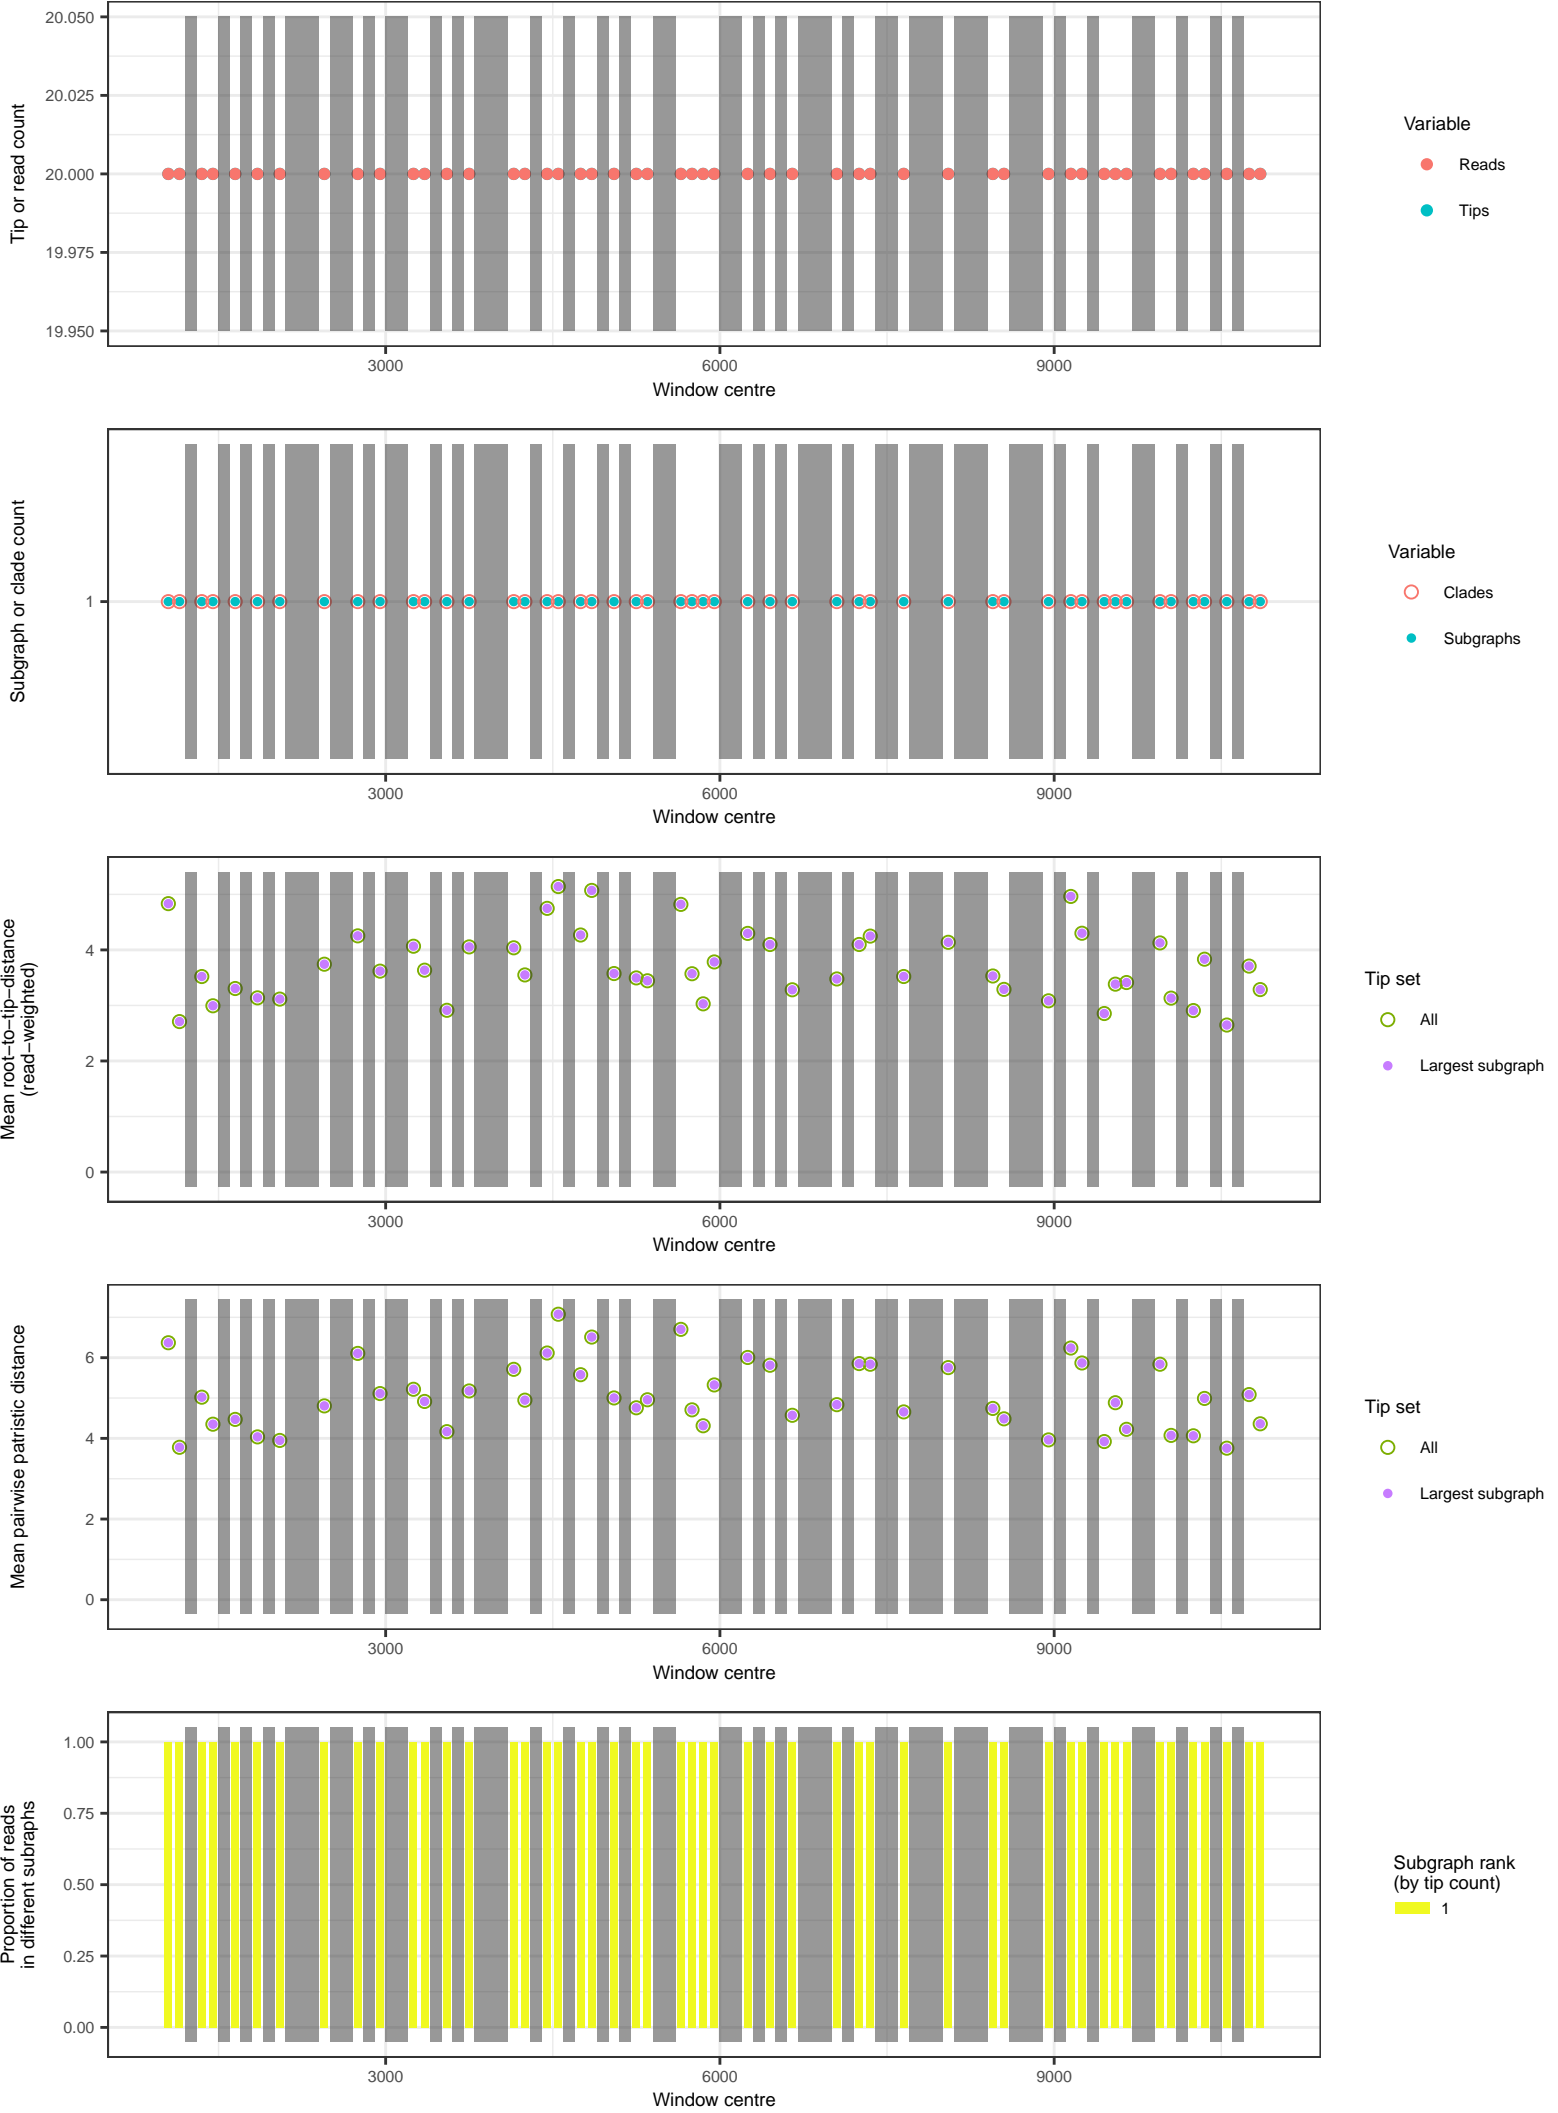 20.050
20.025
20.000
19.975
19.950
Tip or read count
3000
6000
9000
Window centre
Variable
Reads
Tips
1
Subgraph or clade count
3000
6000
9000
Window centre
Variable
Clades
Subgraphs
4
2
0
Mean root−to−tip−distance
(read−weighted)
3000
6000
9000
Window centre
Tip set
All
Largest subgraph
6
4
2
0
Mean pairwise patristic distance
3000
6000
9000
Window centre
Tip set
All
Largest subgraph
1.00
0.75
0.50
0.25
0.00
Proportion of reads
in different subraphs
3000
6000
9000
Window centre
Subgraph rank
(by tip count)
1